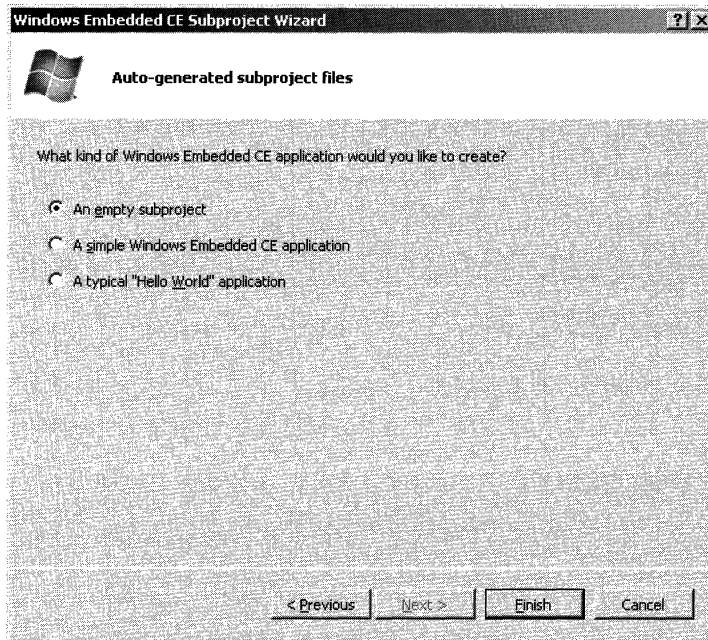 Windows Embedded CE Subproject Wizard
Auto-generated subproject files
What kind of Windows Embedded CE application would you like to create?
An empty subproject
A simple Windows Embedded CE application
A typical "Hello World" application
< Previous Next > Finish Cancel